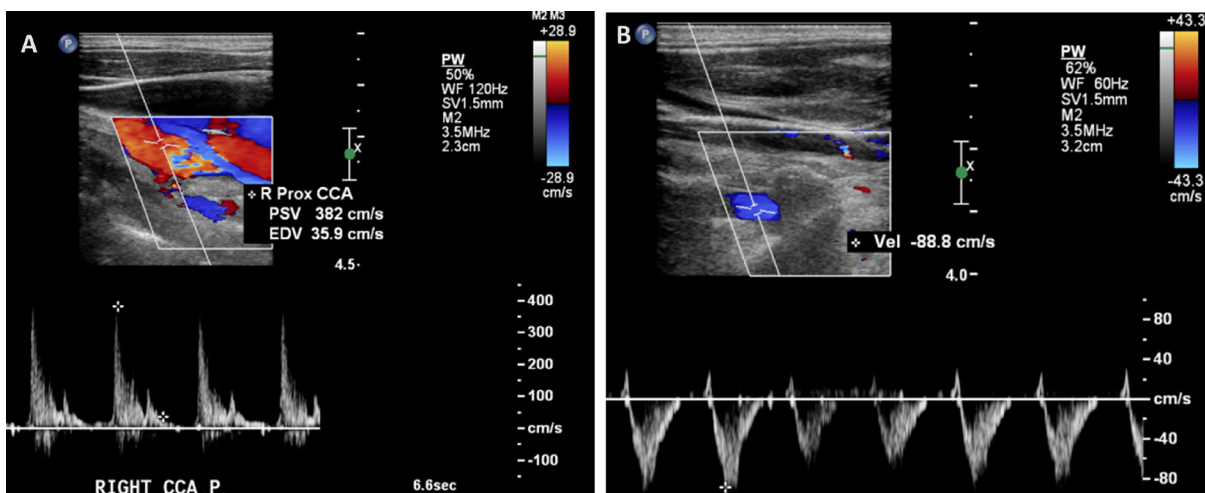 A
P
M2 M3
+28.9
-28.9
cm/s
PW
50%
WF 120Hz
SV1.5mm
M2
3.5MHz
2.3cm
X
R Prox CCA
PSV 382 cm/s
EDV 35.9 cm/s
4.5
400
300
200
100
cm/s
-100
RIGHT CCA P
6.6sec
B
P
+43.3
-43.3
cm/s
PW
62%
WF 60Hz
SV1.5mm
M2
3.5MHz
3.2cm
X
Vel -88.8 cm/s
4.0
80
40
cm/s
-40
-80